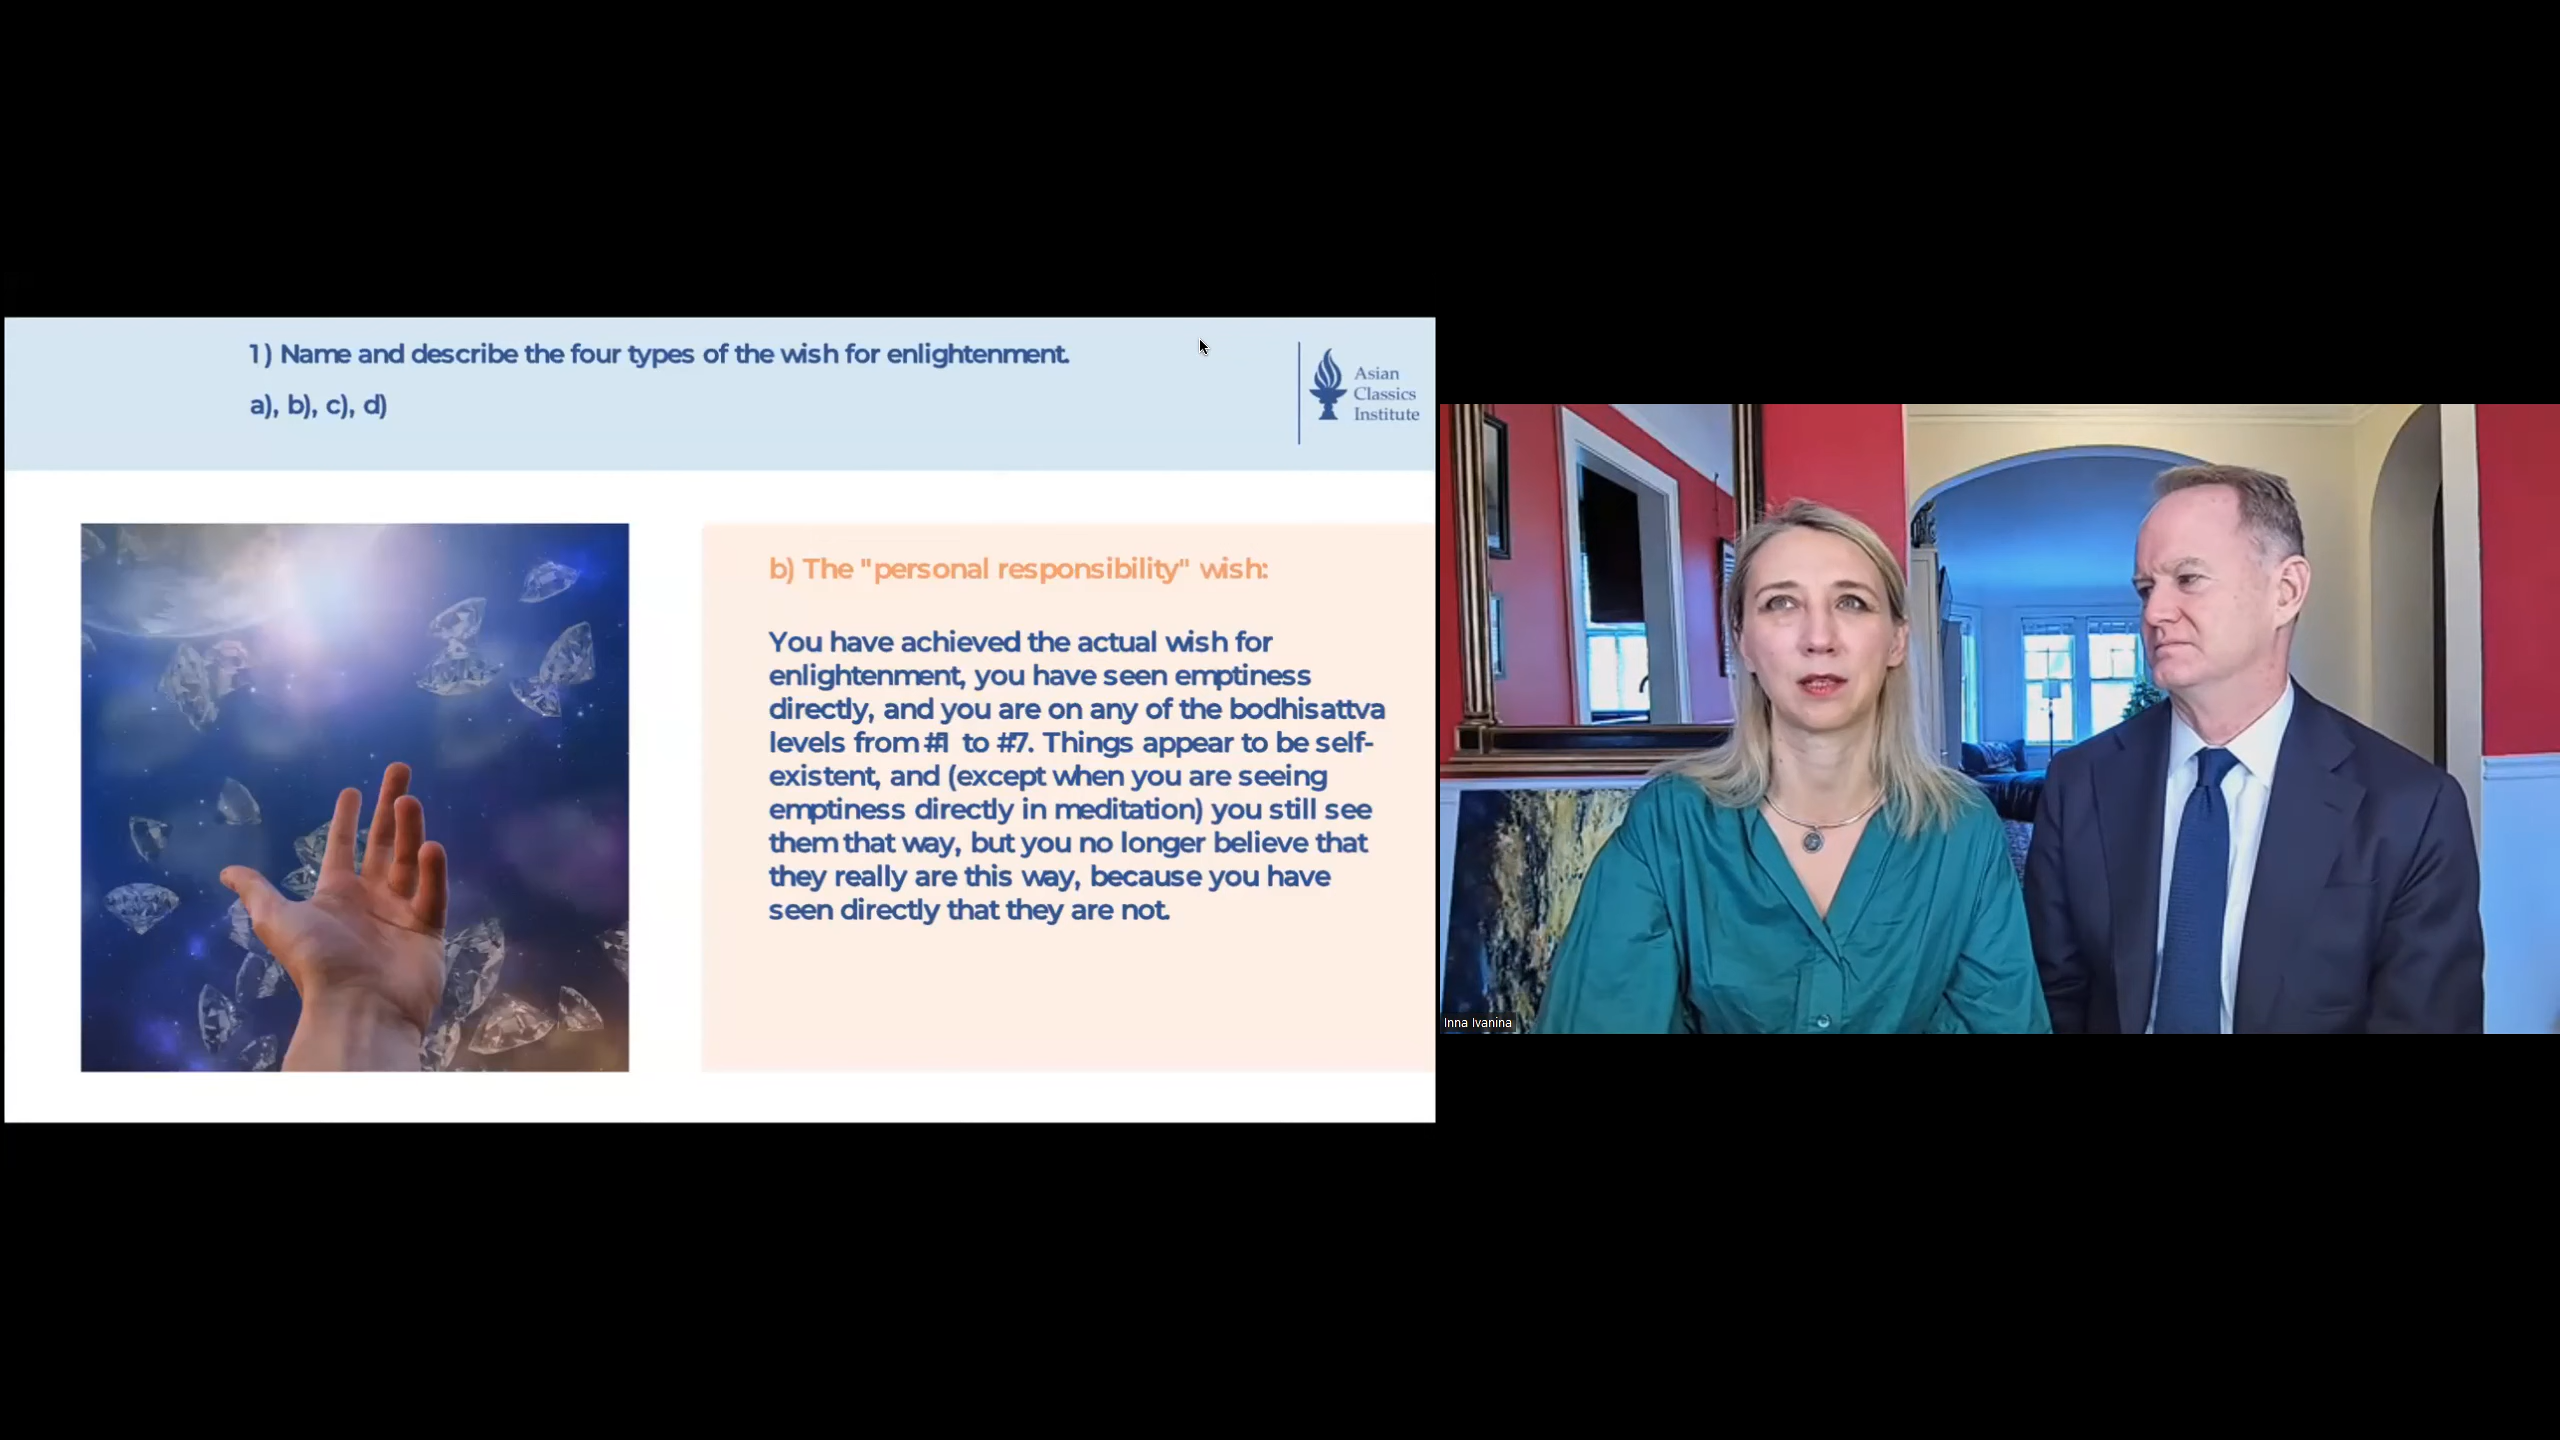 1) Name and describe the four types of the wish for enlightenment.
a), b), c), d)
Asian
Classics
Institute
b) The "personal responsibility" wish:
You have achieved the actual wish for
enlightenment, you have seen emptiness
directly, and you are on any of the bodhisattva
levels from #1 to #7. Things appear to be self-
existent, and (except when you are seeing
emptiness directly in meditation) you still see
them that way, but you no longer believe that
they really are this way, because you have
seen directly that they are not.
Inna Ivanina